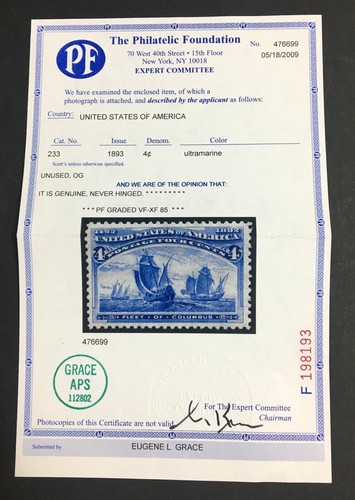 The Philatelic Foundation
70 West 40th Street • 15th Floor
New York, NY 10018
EXPERT COMMITTEE
No. 476699
05/18/2009
PF
We have examined the enclosed item, of which a
photograph is attached, and described by the applicant as follows:
Country: UNITED STATES OF AMERICA
Cat. No. Issue Denom. Color
233 1893 4¢ ultramarine
Scott's unless otherwise specified.
UNUSED, OG
AND WE ARE OF THE OPINION THAT:
IT IS GENUINE, NEVER HINGED. * * * * * * * * *
* * * PF GRADED VF-XF 85 * * *
1492 1892
UNITED STATES OF AMERICA
POSTAGE FOUR CENTS
4¢ 4¢
FLEET OF COLUMBUS
476699
GRACE
APS
112802
F 198193
For The Expert Committee
Chairman
Photocopies of this Certificate are not valid.
Submitted by EUGENE L. GRACE